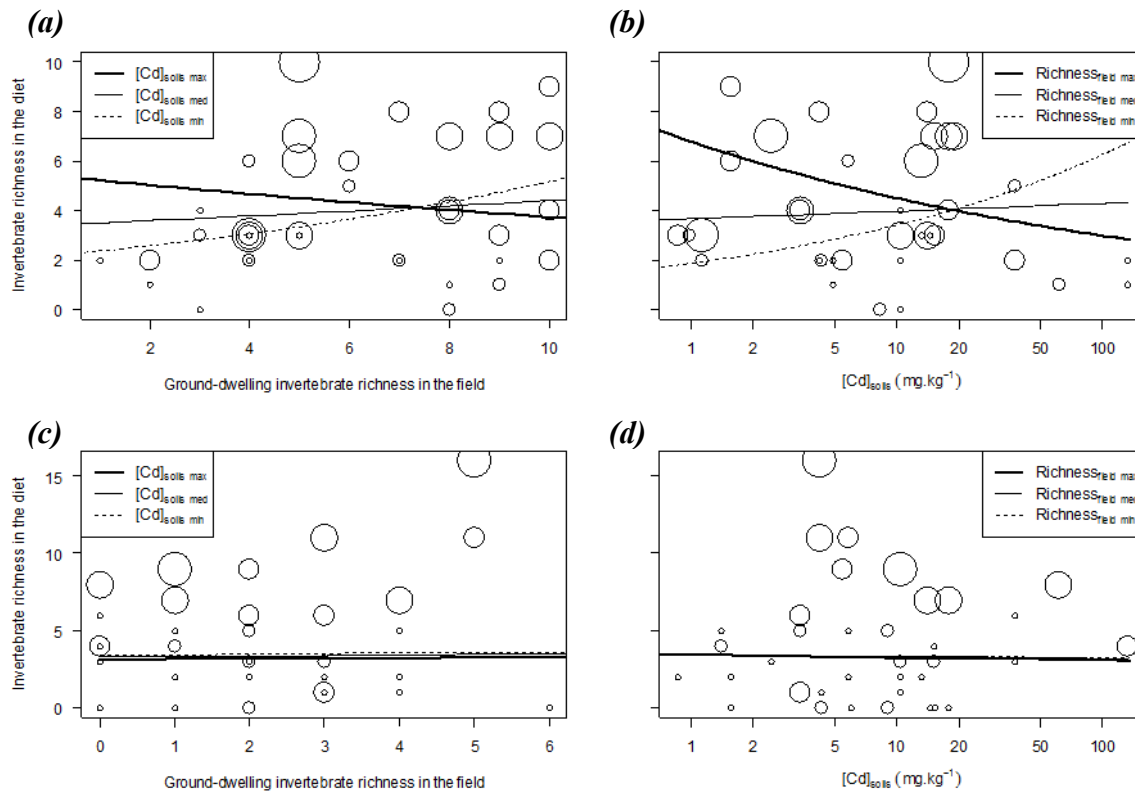 (a)
Invertebrate richness in the diet
[Cd]soils max
[Cd]soils med
[Cd]soils min
0 2 4 6 8 10
2 4 6 8 10
Ground-dwelling invertebrate richness in the field
(b)
Richnessfield max
Richnessfield med
Richnessfield min
1 2 5 10 20 50 100
[Cd]soils (mg.kg⁻¹)
(c)
Invertebrate richness in the diet
[Cd]soils max
[Cd]soils med
[Cd]soils min
0 5 10 15
0 1 2 3 4 5 6
Ground-dwelling invertebrate richness in the field
(d)
Richnessfield max
Richnessfield med
Richnessfield min
1 2 5 10 20 50 100
[Cd]soils (mg.kg⁻¹)